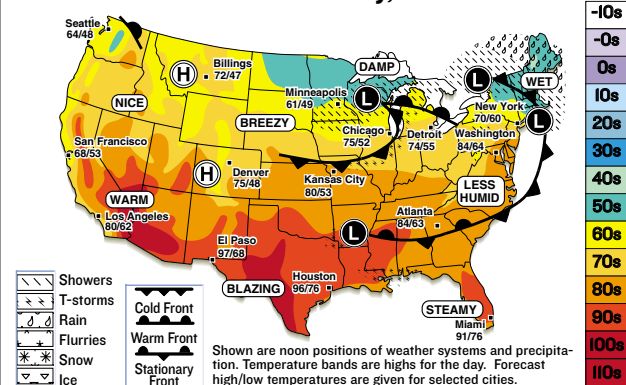 Seattle
64/48
Billings
72/47
H
DAMP
WET
L
L
L
Minneapolis
61/49
NICE
BREEZY
New York
70/60
Chicago
75/52
Detroit
74/55
Washington
84/64
San Francisco
68/53
H
Denver
75/48
Kansas City
80/53
LESS
HUMID
WARM
Los Angeles
80/62
Atlanta
84/63
L
El Paso
97/68
Houston
96/76
BLAZING
STEAMY
Miami
91/76
Showers
T-storms
Rain
Flurries
Snow
Ice
Cold Front
Warm Front
Stationary
Front
Shown are noon positions of weather systems and precipita-
tion. Temperature bands are highs for the day. Forecast
high/low temperatures are given for selected cities.
-10s
-0s
0s
10s
20s
30s
40s
50s
60s
70s
80s
90s
100s
110s